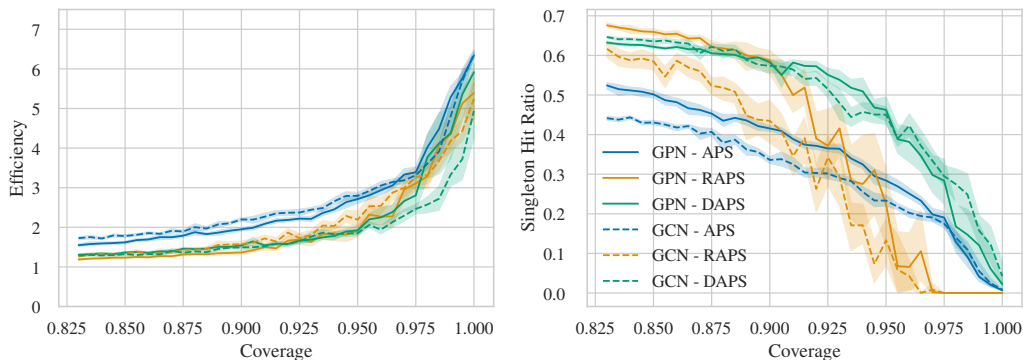 7
6
5
4
3
2
1
0
Efficiency
0.825 0.850 0.875 0.900 0.925 0.950 0.975 1.000
Coverage
0.7
0.6
0.5
0.4
0.3
0.2
0.1
0.0
Singleton Hit Ratio
GPN - APS
GPN - RAPS
GPN - DAPS
GCN - APS
GCN - RAPS
GCN - DAPS
0.825 0.850 0.875 0.900 0.925 0.950 0.975 1.000
Coverage